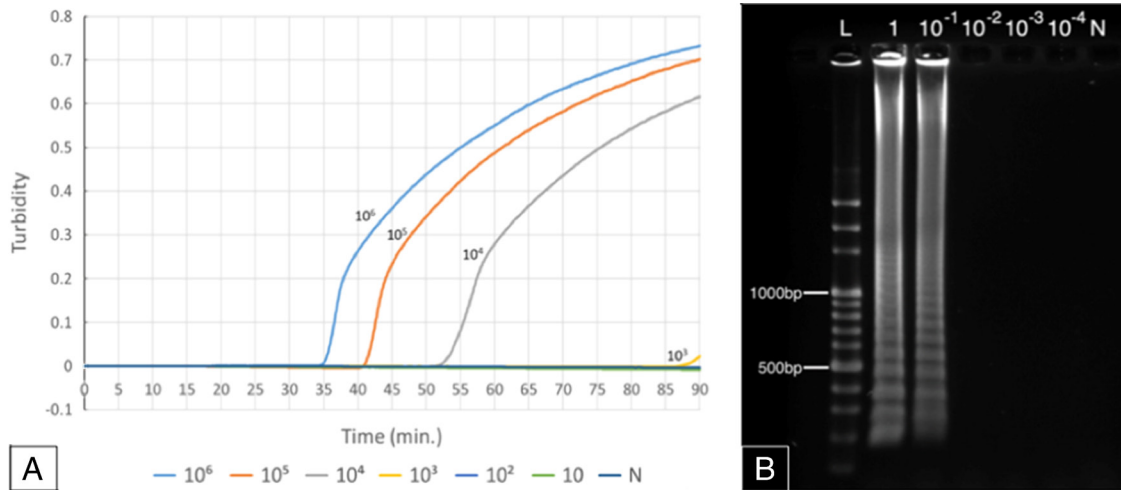 0.8
0.7
0.6
0.5
0.4
0.3
0.2
0.1
0
-0.1
Turbidity
10⁶
10⁵
10⁴
10³
0 5 10 15 20 25 30 35 40 45 50 55 60 65 70 75 80 85 90
Time (min.)
10⁶ 10⁵ 10⁴ 10³ 10² 10 N
A
L 1 10⁻¹ 10⁻² 10⁻³ 10⁻⁴ N
1000bp
500bp
B